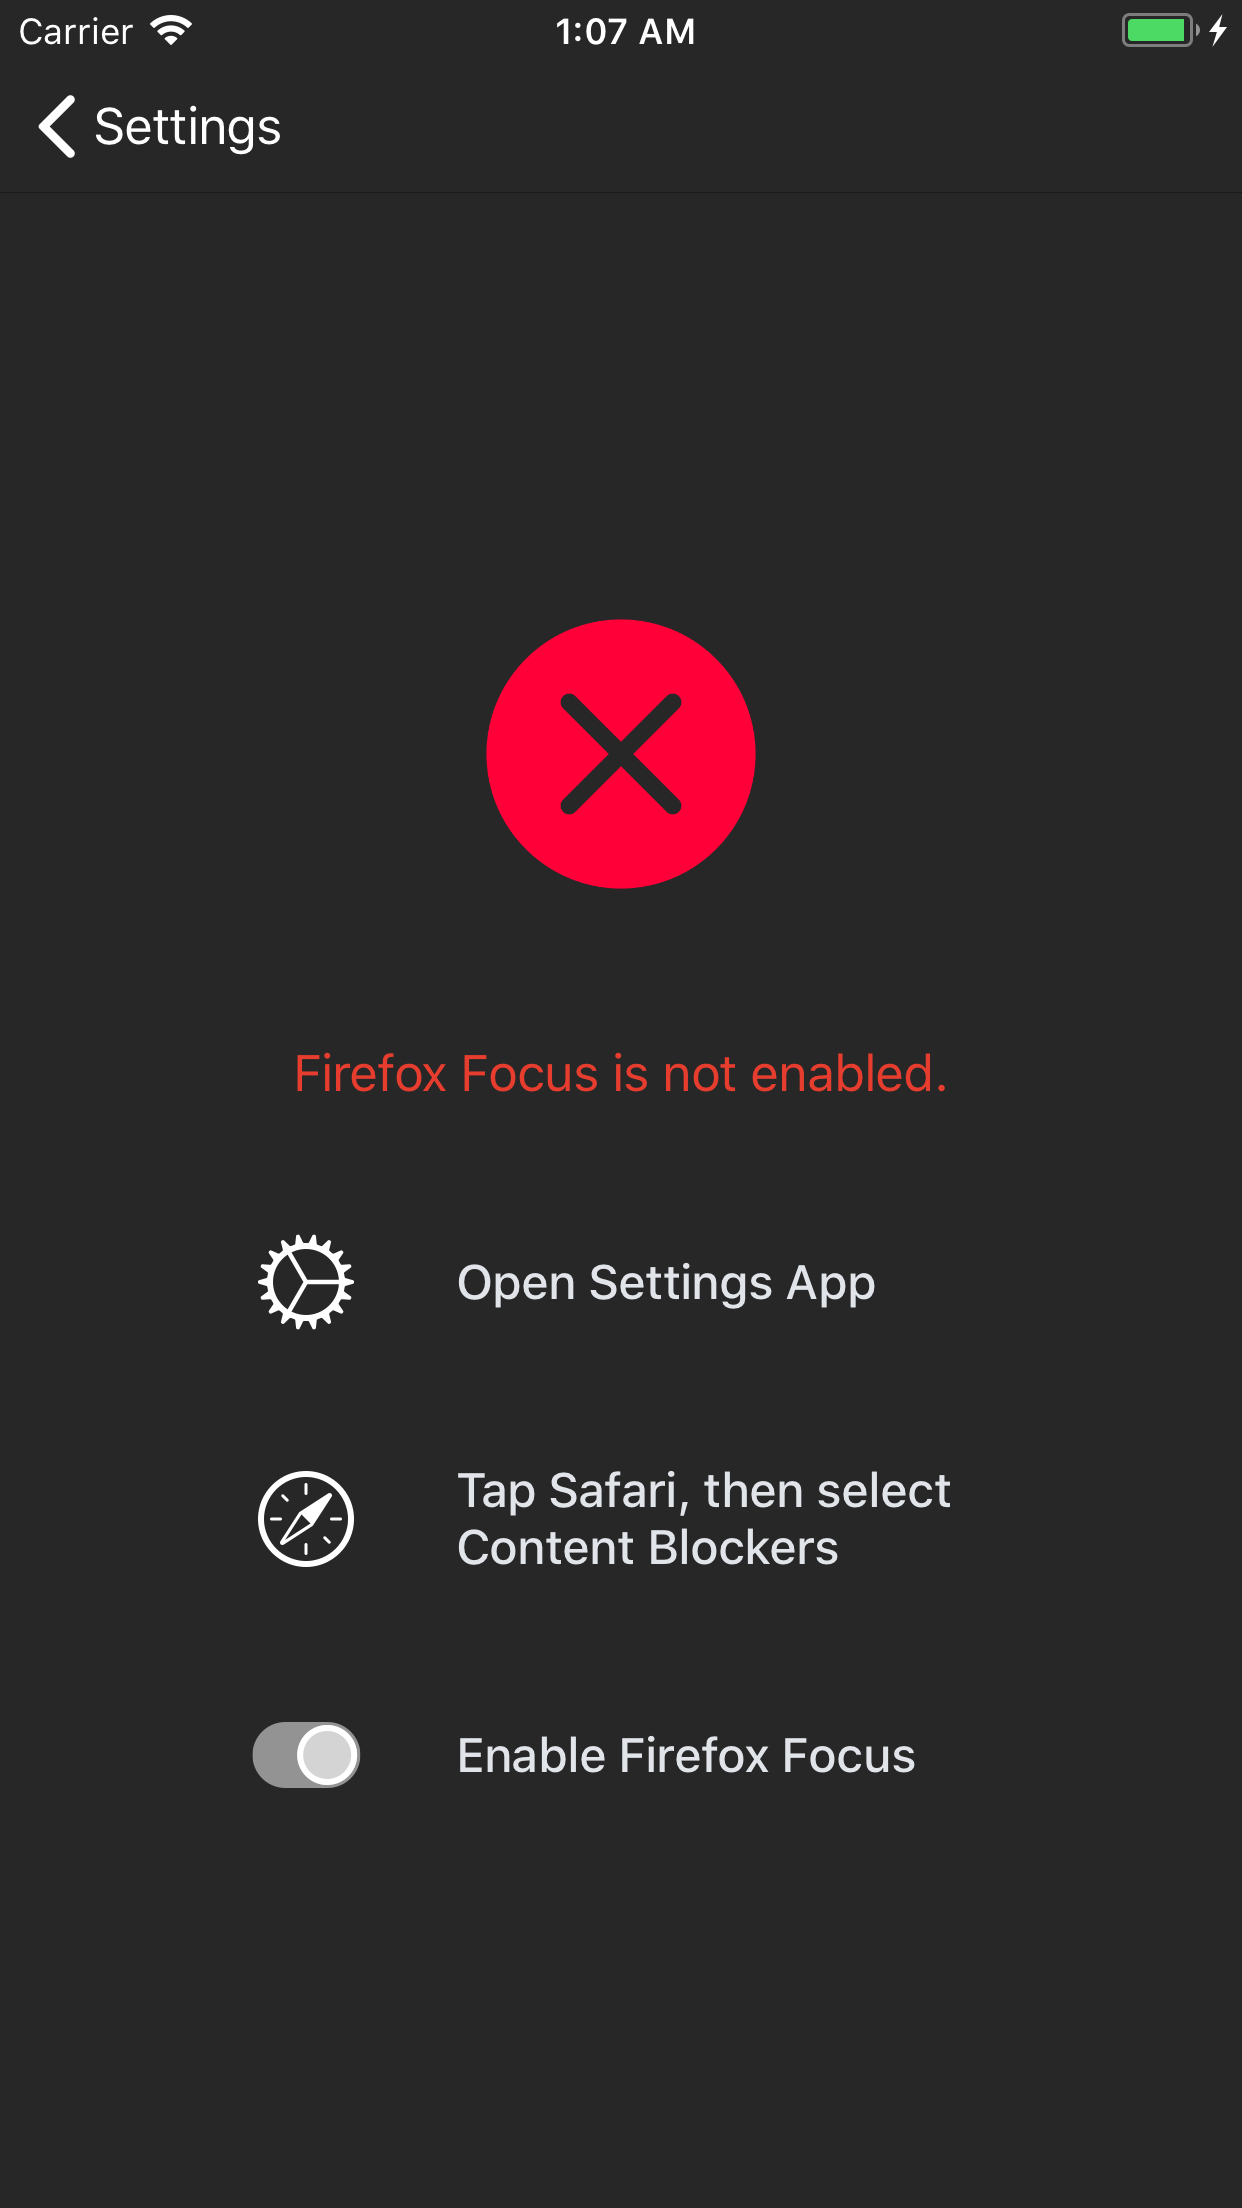 Carrier 1:07 AM
Settings
Firefox Focus is not enabled.
Open Settings App
Tap Safari, then select
Content Blockers
Enable Firefox Focus